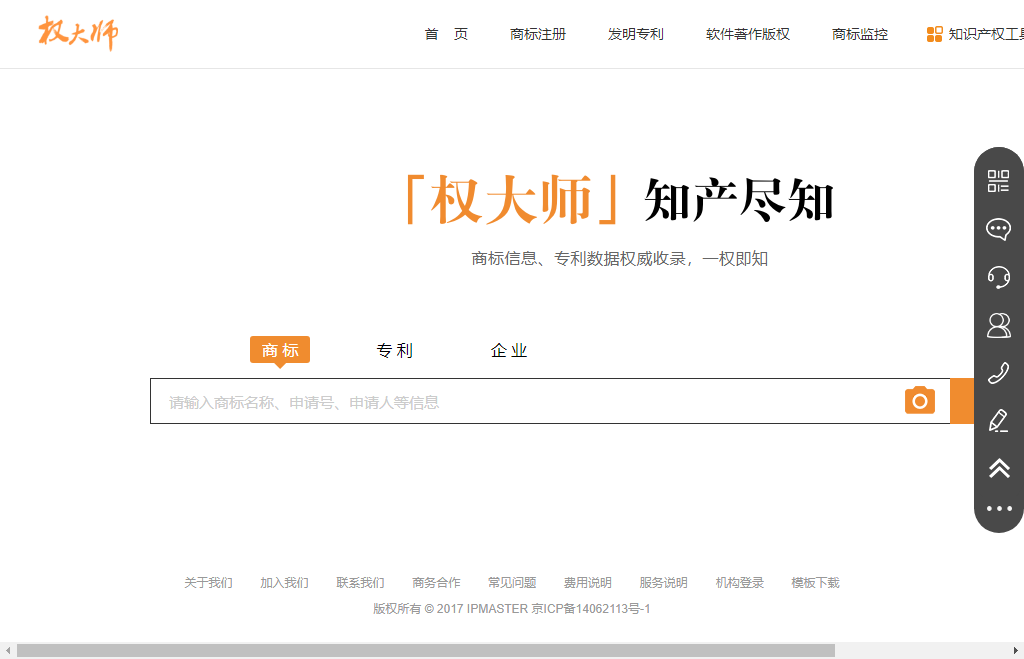 权大师
首 页 商标注册 发明专利 软件著作版权 商标监控 知识产权工具
「权大师」知产尽知
商标信息、专利数据权威收录，一权即知
商标 专利 企业
请输入商标名称、申请号、申请人等信息
关于我们 加入我们 联系我们 商务合作 常见问题 费用说明 服务说明 机构登录 模板下载
版权所有 © 2017 IPMASTER 京ICP备14062113号-1